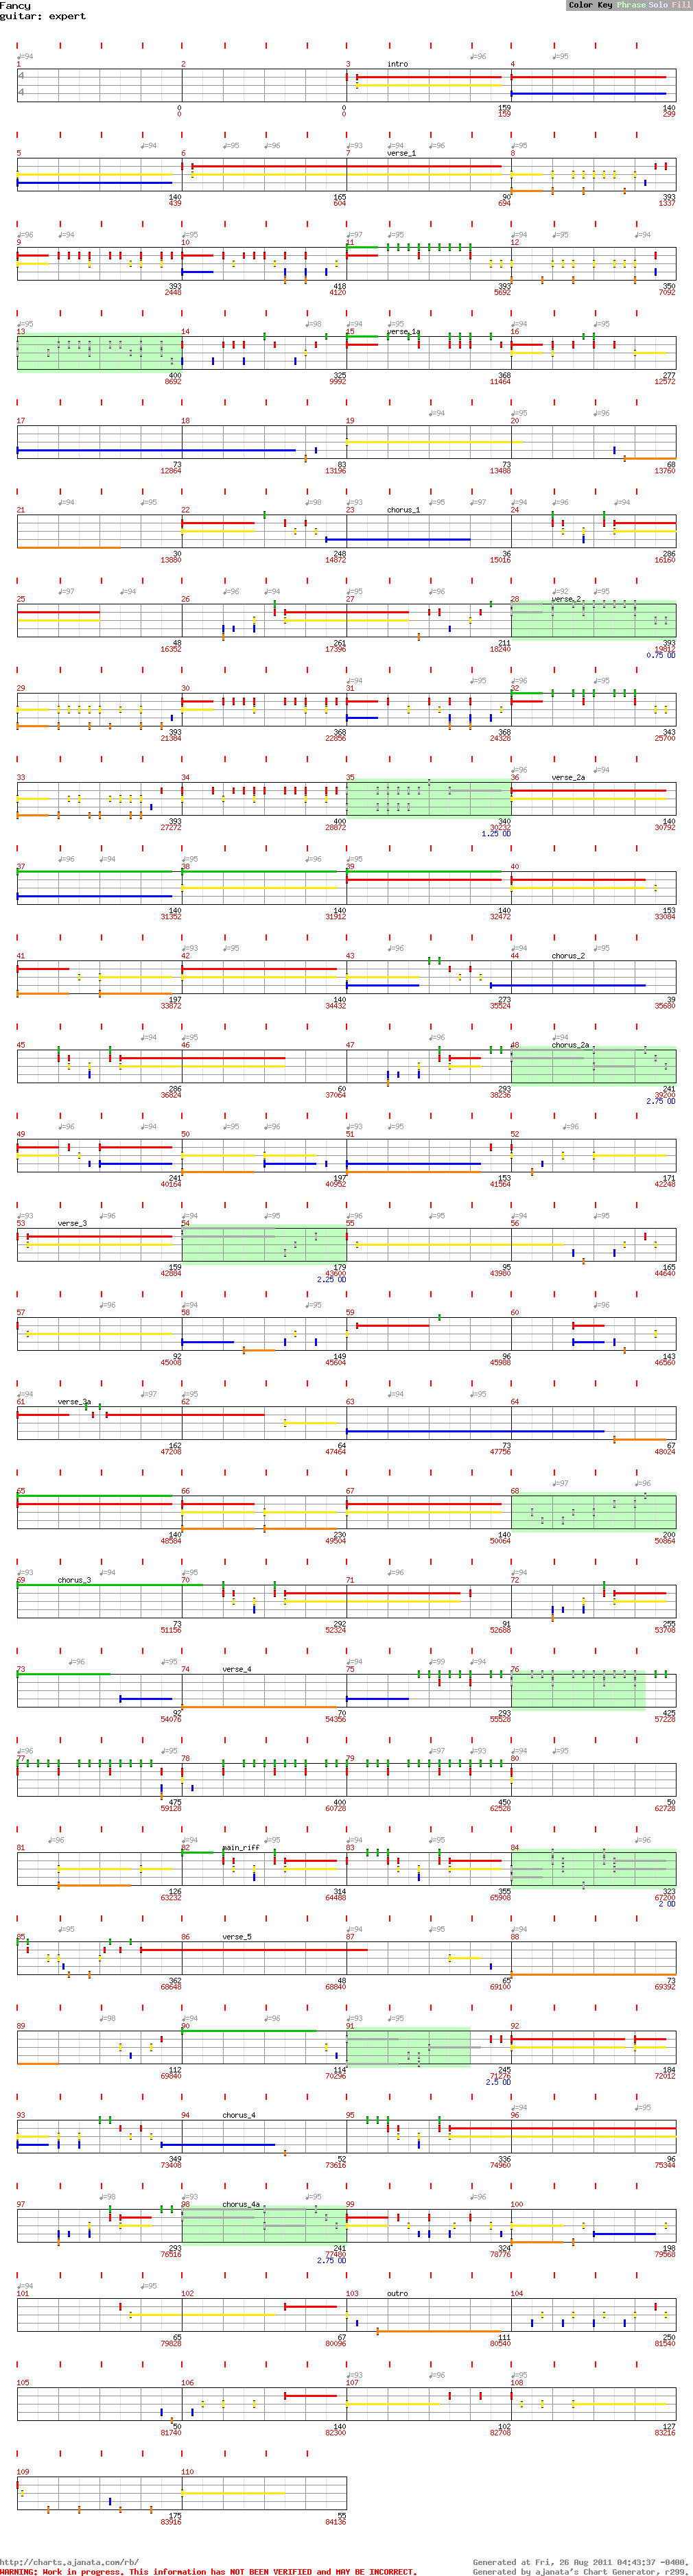 Fancy
Color Key Phrase Solo Fill
guitar: expert
♩=94 ♩=96 ♩=95
1 2 3 intro 4
4
4
0 0 159 140
0 159 299
♩=94 ♩=95 ♩=96 ♩=93 ♩=94 ♩=96 ♩=95
5 6 7 verse_1 8
140 165 90 393
439 604 694 1337
♩=96 ♩=94 ♩=95 ♩=96 ♩=97 ♩=95 ♩=94 ♩=95 ♩=94
9 10 11 12
393 418 393 350
2448 4120 5692 7092
13 14 15 verse_1a 16
400 325 368 277
8692 9992 11464 12572
17 18 19 20
73 83 73 68
12864 13196 13488 13760
21 22 23 chorus_1 24
30 248 36 286
13880 14872 15016 16160
25 26 27 28 verse_2
48 261 211 393
16352 17396 18240 19812
0.75 OD
29 30 31 32
393 368 368 343
21384 22856 24328 25700
33 34 35 36 verse_2a
393 400 340 140
27272 28872 30232 30792
1.25 OD
37 38 39 40
140 140 140 153
31352 31912 32472 33084
41 42 43 44 chorus_2
197 140 273 39
33872 34432 35524 35680
45 46 47 48 chorus_2a
286 60 293 241
36824 37064 38236 39200
2.75 OD
49 50 51 52
241 197 153 171
40164 40952 41564 42248
53 verse_3 54 55 56
159 179 95 165
42884 43600 43980 44640
2.25 OD
57 58 59 60
92 149 96 143
45008 45604 45988 46560
61 verse_3a 62 63 64
162 64 73 67
47208 47464 47756 48024
65 66 67 68
140 230 140 200
48584 49504 50064 50864
69 chorus_3 70 71 72
73 292 91 255
51156 52324 52688 53708
73 74 verse_4 75 76
92 70 293 425
54076 54356 55528 57228
77 78 79 80
475 400 450 50
59128 60728 62528 62728
81 82 main_riff 83 84
126 314 355 323
63232 64488 65908 67200
2 OD
85 86 verse_5 87 88
362 48 65 73
68648 68840 69100 69392
89 90 91 92
112 114 245 184
69840 70296 71276 72012
2.5 OD
93 94 chorus_4 95 96
349 52 336 96
73408 73616 74960 75344
97 98 chorus_4a 99 100
293 241 324 198
76516 77480 78776 79568
2.75 OD
101 102 103 outro 104
65 67 111 250
79828 80096 80540 81540
105 106 107 108
50 140 102 127
81740 82300 82708 83216
109 110
175 55
83916 84136
http://charts.ajanata.com/rb/
Generated at Fri, 26 Aug 2011 04:43:37 -0400.
WARNING: Work in progress. This information has NOT BEEN VERIFIED and MAY BE INCORRECT.
Generated by ajanata's Chart Generator, r299.